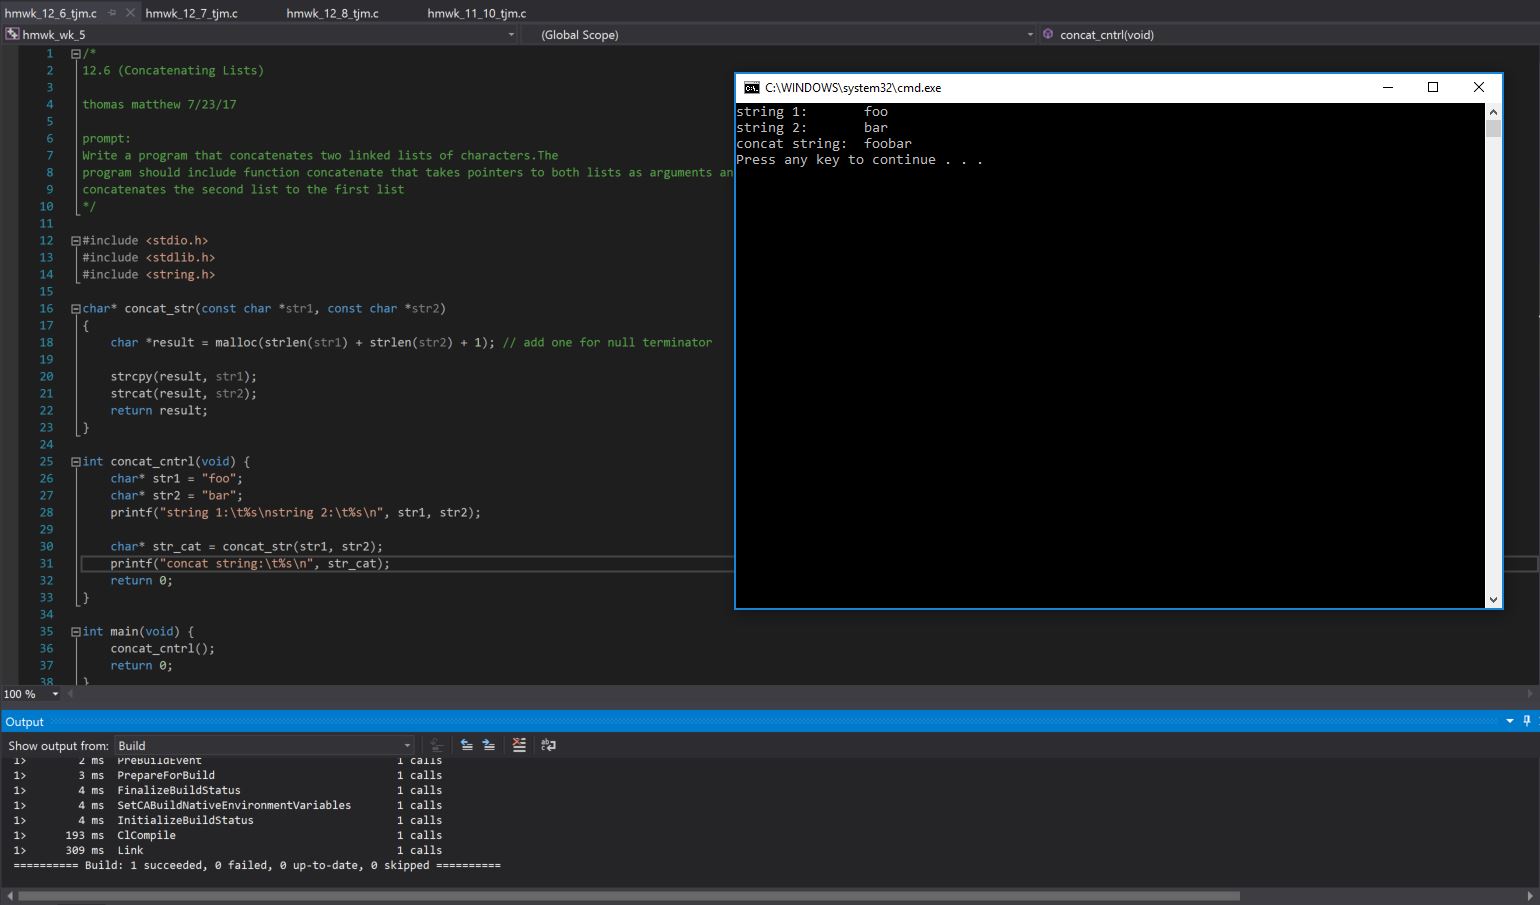 hmwk_12_6_tjm.c hmwk_12_7_tjm.c hmwk_12_8_tjm.c hmwk_11_10_tjm.c
hmwk_wk_5 (Global Scope) concat_cntrl(void)
1 /*
2 12.6 (Concatenating Lists)
3
4 thomas matthew 7/23/17
5
6 prompt:
7 Write a program that concatenates two linked lists of characters.The
8 program should include function concatenate that takes pointers to both lists as arguments an
9 concatenates the second list to the first list
10 */
11
12 #include <stdio.h>
13 #include <stdlib.h>
14 #include <string.h>
15
16 char* concat_str(const char *str1, const char *str2)
17 {
18 char *result = malloc(strlen(str1) + strlen(str2) + 1); // add one for null terminator
19
20 strcpy(result, str1);
21 strcat(result, str2);
22 return result;
23 }
24
25 int concat_cntrl(void) {
26 char* str1 = "foo";
27 char* str2 = "bar";
28 printf("string 1:\t%s\nstring 2:\t%s\n", str1, str2);
29
30 char* str_cat = concat_str(str1, str2);
31 printf("concat string:\t%s\n", str_cat);
32 return 0;
33 }
34
35 int main(void) {
36 concat_cntrl();
37 return 0;
38 }
C:\WINDOWS\system32\cmd.exe
string 1: foo
string 2: bar
concat string: foobar
Press any key to continue . . .
100 %
Output
Show output from: Build
1> 2 ms PreBuildEvent 1 calls
1> 3 ms PrepareForBuild 1 calls
1> 4 ms FinalizeBuildStatus 1 calls
1> 4 ms SetCABuildNativeEnvironmentVariables 1 calls
1> 4 ms InitializeBuildStatus 1 calls
1> 193 ms ClCompile 1 calls
1> 309 ms Link 1 calls
========== Build: 1 succeeded, 0 failed, 0 up-to-date, 0 skipped ==========